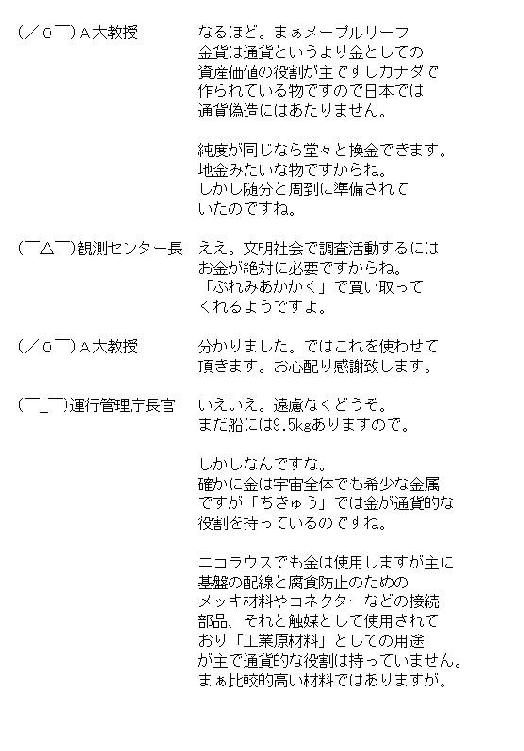 (／０￣)Ａ大教授　なるほど。まぁメープルリーフ
金貨は通貨というより金としての
資産価値の役割が主ですしカナダで
作られている物ですので日本では
通貨偽造にはあたりません。
純度が同じなら堂々と換金できます。
地金みたいな物ですからね。
しかし随分と周到に準備されて
いたのですね。
(￣△￣)観測センター長　ええ。文明社会で調査活動するには
お金が絶対に必要ですからね。
「ぷれみあかかく」で買い取って
くれるようですよ。
(／０￣)Ａ大教授　分かりました。ではこれを使わせて
頂きます。お心配り感謝致します。
(￣_￣)運行管理庁長官　いえいえ。遠慮なくどうぞ。
まだ船には9.5kgありますので。
しかしなんですな。
確かに金は宇宙全体でも希少な金属
ですが「ちきゅう」では金が通貨的な
役割を持っているのですね。
ニコラウスでも金は使用しますが主に
基盤の配線と腐食防止のための
メッキ材料やコネクターなどの接続
部品、それと触媒として使用されて
おり「工業原材料」としての用途
が主で通貨的な役割は持っていません。
まぁ比較的高い材料ではありますが。